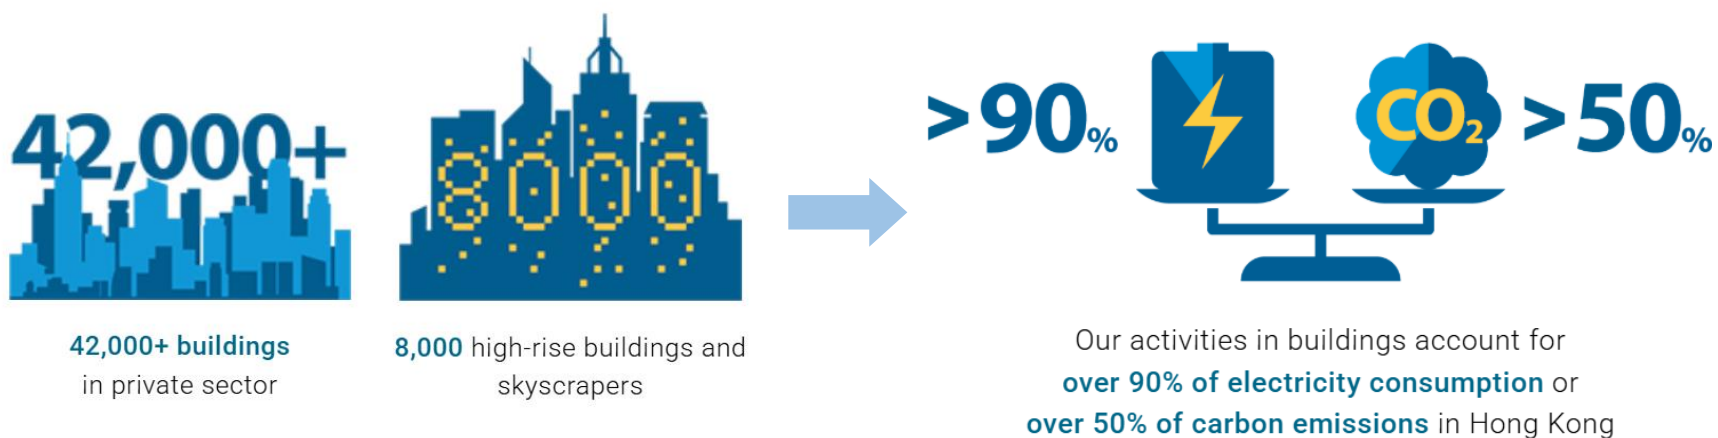 42,000+
42,000+ buildings
in private sector
8000
8,000 high-rise buildings and
skyscrapers
>90%
CO₂
>50%
Our activities in buildings account for
over 90% of electricity consumption or
over 50% of carbon emissions in Hong Kong